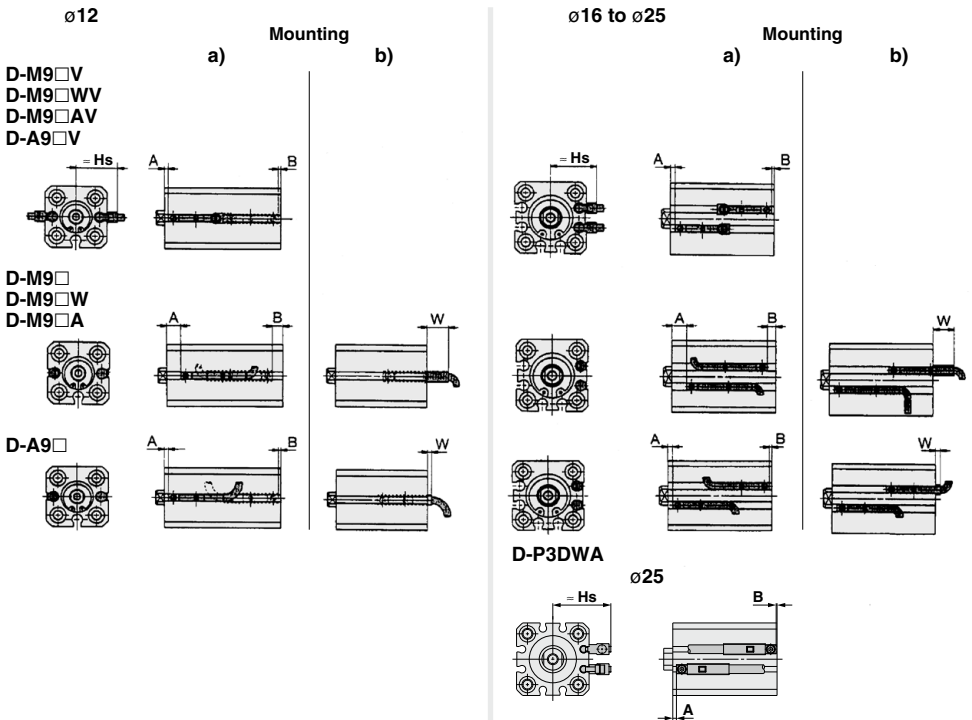 ø12
Mounting
a) b)
D-M9□V
D-M9□WV
D-M9□AV
D-A9□V
= Hs A B
D-M9□
D-M9□W
D-M9□A
A B W
D-A9□
A B W
ø16 to ø25
Mounting
a) b)
= Hs A B
A B W
A B W
D-P3DWA
ø25
= Hs B
A